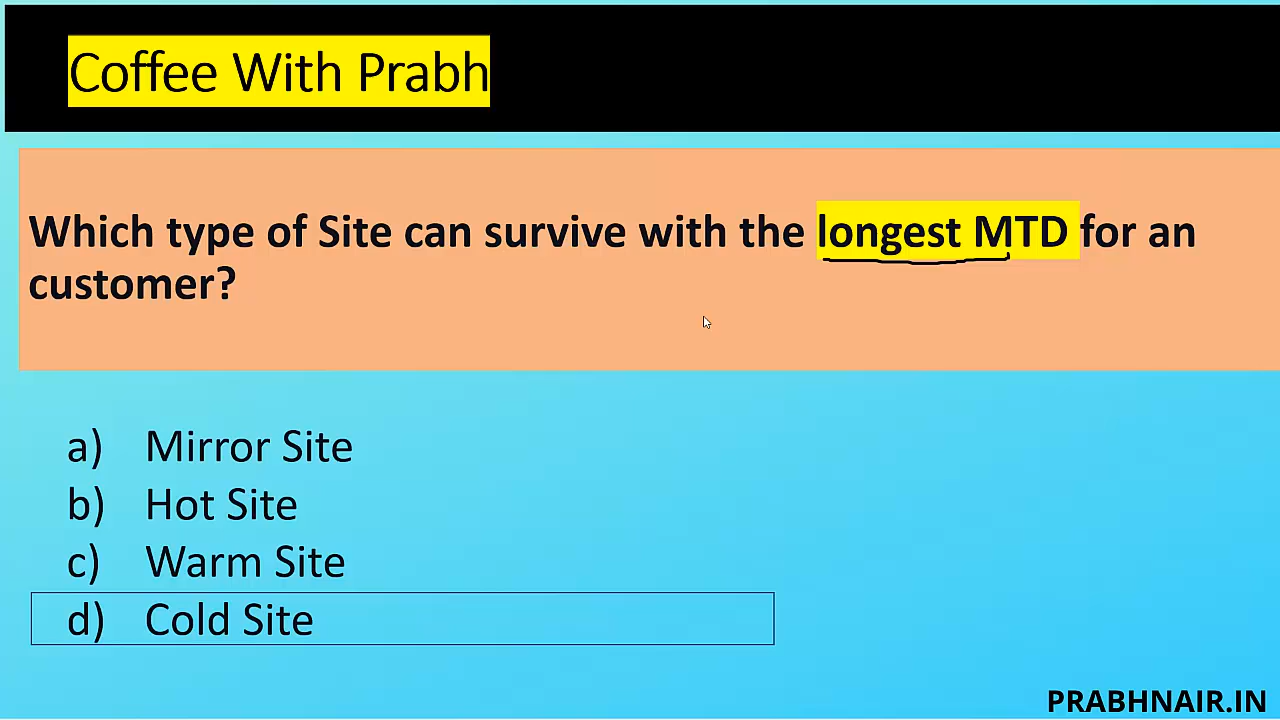 Coffee With Prabh
Which type of Site can survive with the longest MTD for an
customer?
a) Mirror Site
b) Hot Site
c) Warm Site
d) Cold Site
PRABHNAIR.IN